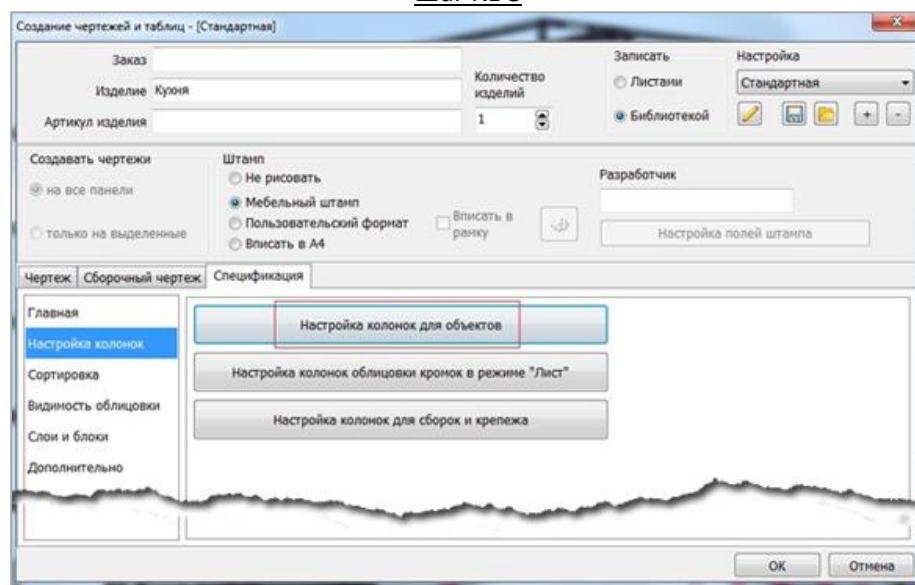 Создание чертежей и таблиц - [Стандартная]
Заказ
Изделие Кухня
Артикул изделия
Количество
изделий
1
Записать
Листами
Библиотекой
Настройка
Стандартная
+ -
Создавать чертежи
на все панели
только на выделенные
Штамп
Не рисовать
Мебельный штамп
Пользовательский формат
Вписать в А4
Вписать в
рамку
Разработчик
Настройка полей штампа
Чертеж Сборочный чертеж Спецификация
Главная
Настройка колонок
Сортировка
Видимость облицовки
Слои и блоки
Дополнительно
Настройка колонок для объектов
Настройка колонок облицовки кромок в режиме "Лист"
Настройка колонок для сборок и крепежа
ОК Отмена